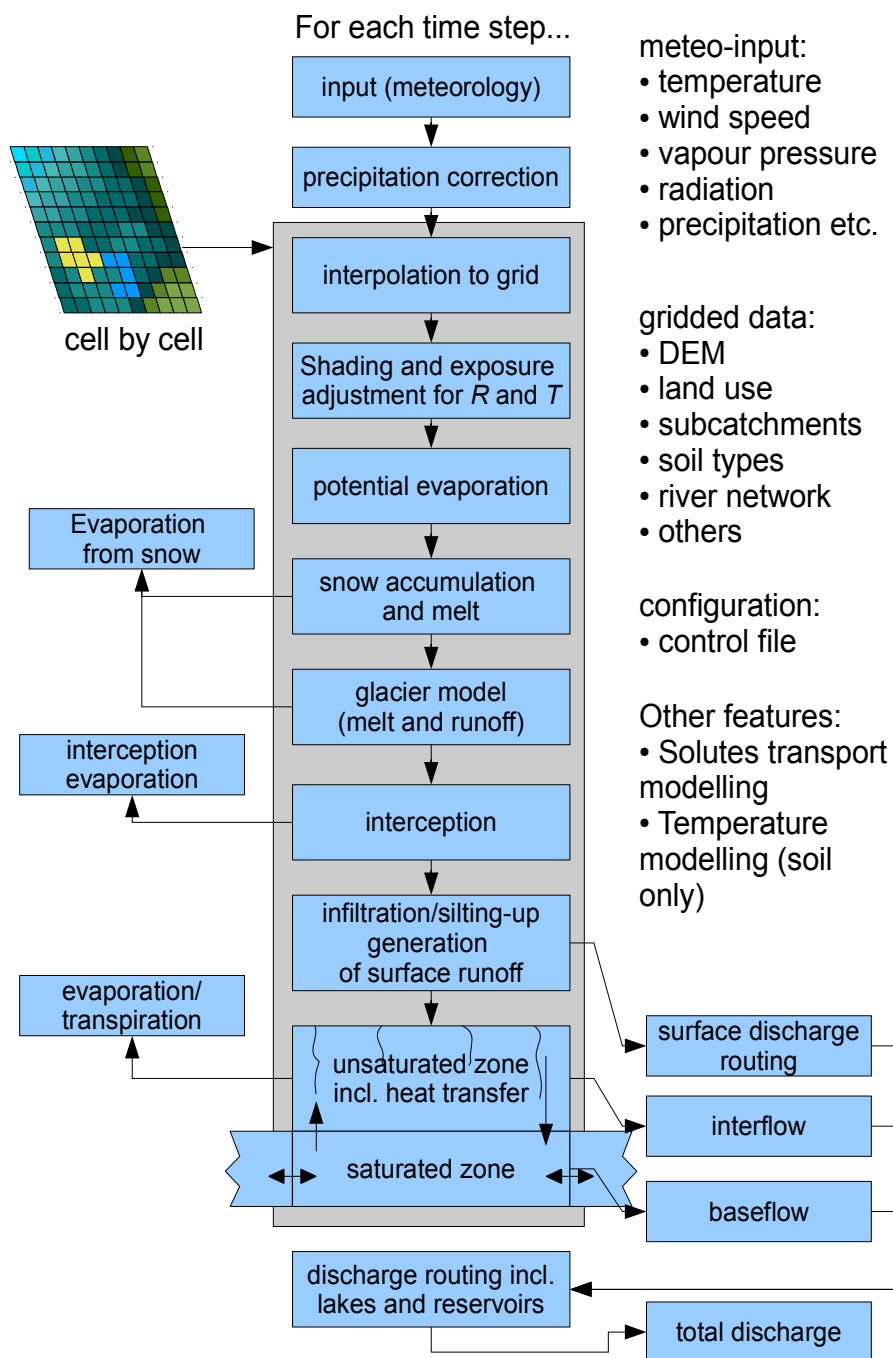 For each time step...
input (meteorology)
precipitation correction
cell by cell
interpolation to grid
Shading and exposure
adjustment for R and T
potential evaporation
Evaporation
from snow
snow accumulation
and melt
glacier model
(melt and runoff)
interception
evaporation
interception
infiltration/silting-up
generation
of surface runoff
evaporation/
transpiration
unsaturated zone
incl. heat transfer
saturated zone
surface discharge
routing
interflow
baseflow
discharge routing incl.
lakes and reservoirs
total discharge
meteo-input:
• temperature
• wind speed
• vapour pressure
• radiation
• precipitation etc.
gridded data:
• DEM
• land use
• subcatchments
• soil types
• river network
• others
configuration:
• control file
Other features:
• Solutes transport
modelling
• Temperature
modelling (soil
only)